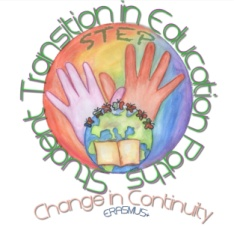 Student Transition in Education Paths
STEP
Change in Continuity
ERASMUS+